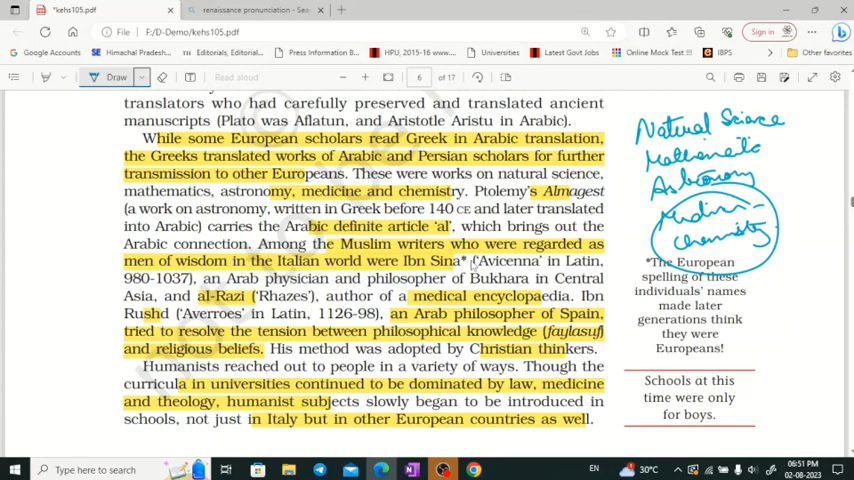 *kehs105.pdf
renaissance pronunciation - Sea
File
F:/D-Demo/kehs105.pdf
Sign in
Google Accounts
Himachal Pradesh...
Editorials, Editorial...
Press Information B...
HPU, 2015-16 www....
Universities
Latest Govt Jobs
Online Mock Test !!...
IBPS
Other favorites
Draw
Read aloud
6
of 17
translators who had carefully preserved and translated ancient
manuscripts (Plato was Aflatun, and Aristotle Aristu in Arabic).
While some European scholars read Greek in Arabic translation,
the Greeks translated works of Arabic and Persian scholars for further
transmission to other Europeans. These were works on natural science,
mathematics, astronomy, medicine and chemistry. Ptolemy's Almagest
(a work on astronomy, written in Greek before 140 CE and later translated
into Arabic) carries the Arabic definite article 'al', which brings out the
Arabic connection. Among the Muslim writers who were regarded as
men of wisdom in the Italian world were Ibn Sina* ('Avicenna' in Latin,
980-1037), an Arab physician and philosopher of Bukhara in Central
Asia, and al-Razi ('Rhazes'), author of a medical encyclopaedia. Ibn
Rushd ('Averroes' in Latin, 1126-98), an Arab philosopher of Spain,
tried to resolve the tension between philosophical knowledge (faylasuf)
and religious beliefs. His method was adopted by Christian thinkers.
Humanists reached out to people in a variety of ways. Though the
curricula in universities continued to be dominated by law, medicine
and theology, humanist subjects slowly began to be introduced in
schools, not just in Italy but in other European countries as well.
Natural Science
Mathematic
Astronomy
chemistry
*The European
spelling of these
individuals' names
made later
generations think
they were
Europeans!
Schools at this
time were only
for boys.
not to be
Type here to search
EN
30°C
06:51 PM
02-08-2023